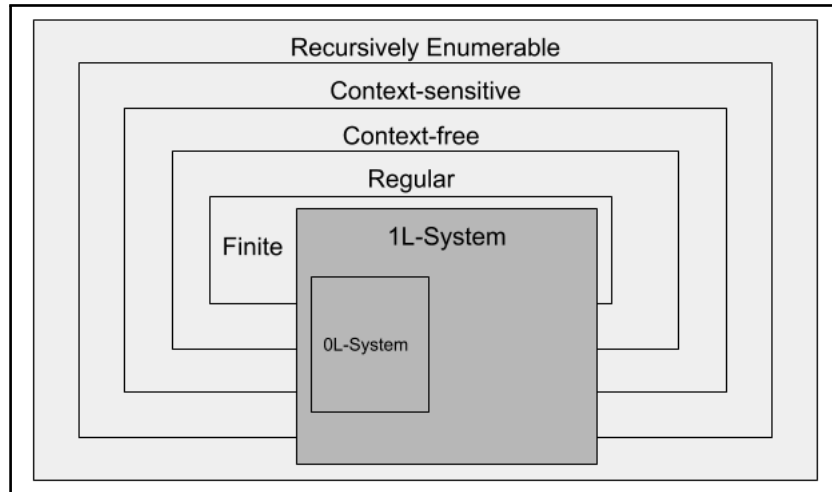 Recursively Enumerable
Context-sensitive
Context-free
Regular
Finite
1L-System
0L-System